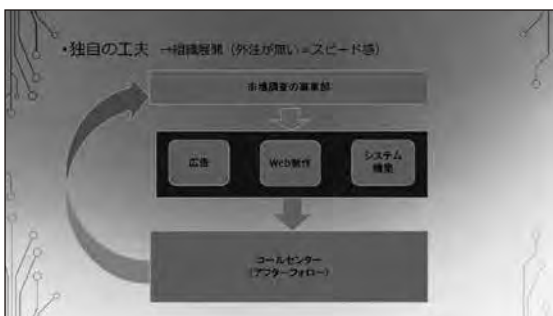 ・独自の工夫 →組織展開（外注が無い=スピード感）
市場調査の事業部
広告
Web制作
システム
構築
コールセンター
（アフターフォロー）